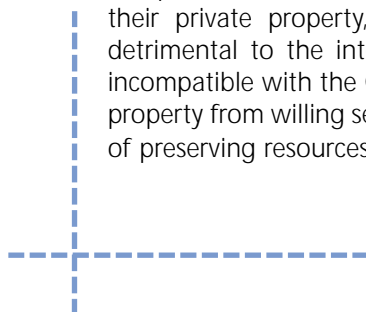 their private property,
detrimental to the int
incompatible with the
property from willing se
of preserving resources